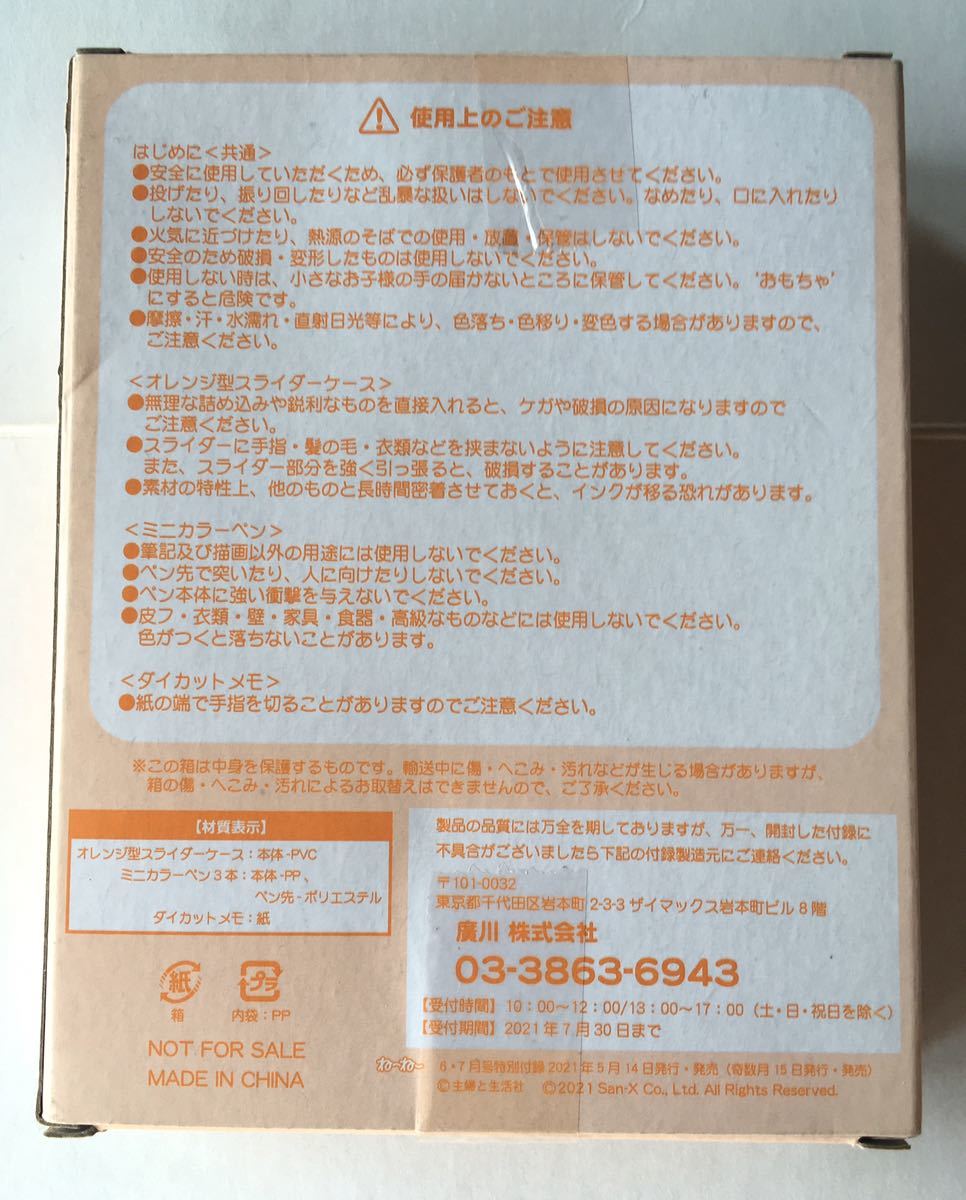 使用上のご注意
はじめに＜共通＞
●安全に使用していただくため、必ず保護者のもとで使用させてください。
●投げたり、振り回したりなど乱暴な扱いはしないでください。なめたり、口に入れたり
しないでください。
●火気に近づけたり、熱源のそばでの使用・放置・保管はしないでください。
●安全のため破損・変形したものは使用しないでください。
●使用しない時は、小さなお子様の手の届かないところに保管してください。'おもちゃ'
にすると危険です。
●摩擦・汗・水濡れ・直射日光等により、色落ち・色移り・変色する場合がありますので、
ご注意ください。
＜オレンジ型スライダーケース＞
●無理な詰め込みや鋭利なものを直接入れると、ケガや破損の原因になりますので
ご注意ください。
●スライダーに手指・髪の毛・衣類などを挟まないように注意してください。
また、スライダー部分を強く引っ張ると、破損することがあります。
●素材の特性上、他のものと長時間密着させておくと、インクが移る恐れがあります。
＜ミニカラーペン＞
●筆記及び描画以外の用途には使用しないでください。
●ペン先で突いたり、人に向けたりしないでください。
●ペン本体に強い衝撃を与えないでください。
●皮フ・衣類・壁・家具・食器・高級なものなどには使用しないでください。
色がつくと落ちないことがあります。
＜ダイカットメモ＞
●紙の端で手指を切ることがありますのでご注意ください。
※この箱は中身を保護するものです。輸送中に傷・へこみ・汚れなどが生じる場合がありますが、
箱の傷・へこみ・汚れによるお取替えはできませんので、ご了承ください。
【材質表示】
オレンジ型スライダーケース：本体-PVC
ミニカラーペン3本：本体-PP、
ペン先-ポリエステル
ダイカットメモ：紙
紙
箱
プラ
内袋：PP
NOT FOR SALE
MADE IN CHINA
製品の品質には万全を期しておりますが、万一、開封した付録に
不具合がございましたら下記の付録製造元にご連絡ください。
〒101-0032
東京都千代田区岩本町2-3-3 ザイマックス岩本町ビル8階
廣川 株式会社
03-3863-6943
【受付時間】10：00〜12：00/13：00〜17：00（土・日・祝日を除く）
【受付期間】2021年7月30日まで
ね〜ね〜
6・7月号特別付録 2021年5月14日発行・発売（奇数月15日発行・発売）
©主婦と生活社 ©2021 San-X Co., Ltd. All Rights Reserved.